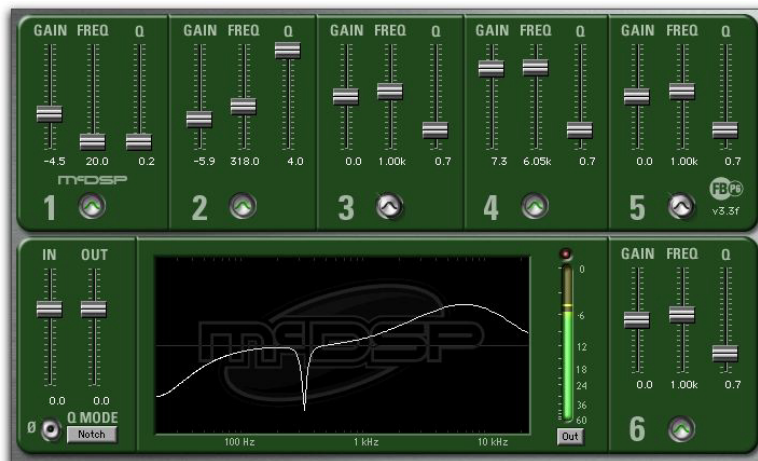 GAIN FREQ Q
-4.5 20.0 0.2
McDSP
1
GAIN FREQ Q
-5.9 318.0 4.0
2
GAIN FREQ Q
0.0 1.00k 0.7
3
GAIN FREQ Q
7.3 6.05k 0.7
4
GAIN FREQ Q
0.0 1.00k 0.7
FB P6
v3.3f
5
IN OUT
0.0 0.0
Ø
Q MODE
Notch
McDSP
100 Hz 1 kHz 10 kHz
0
-6
12
18
24
36
60
Out
GAIN FREQ Q
0.0 1.00k 0.7
6